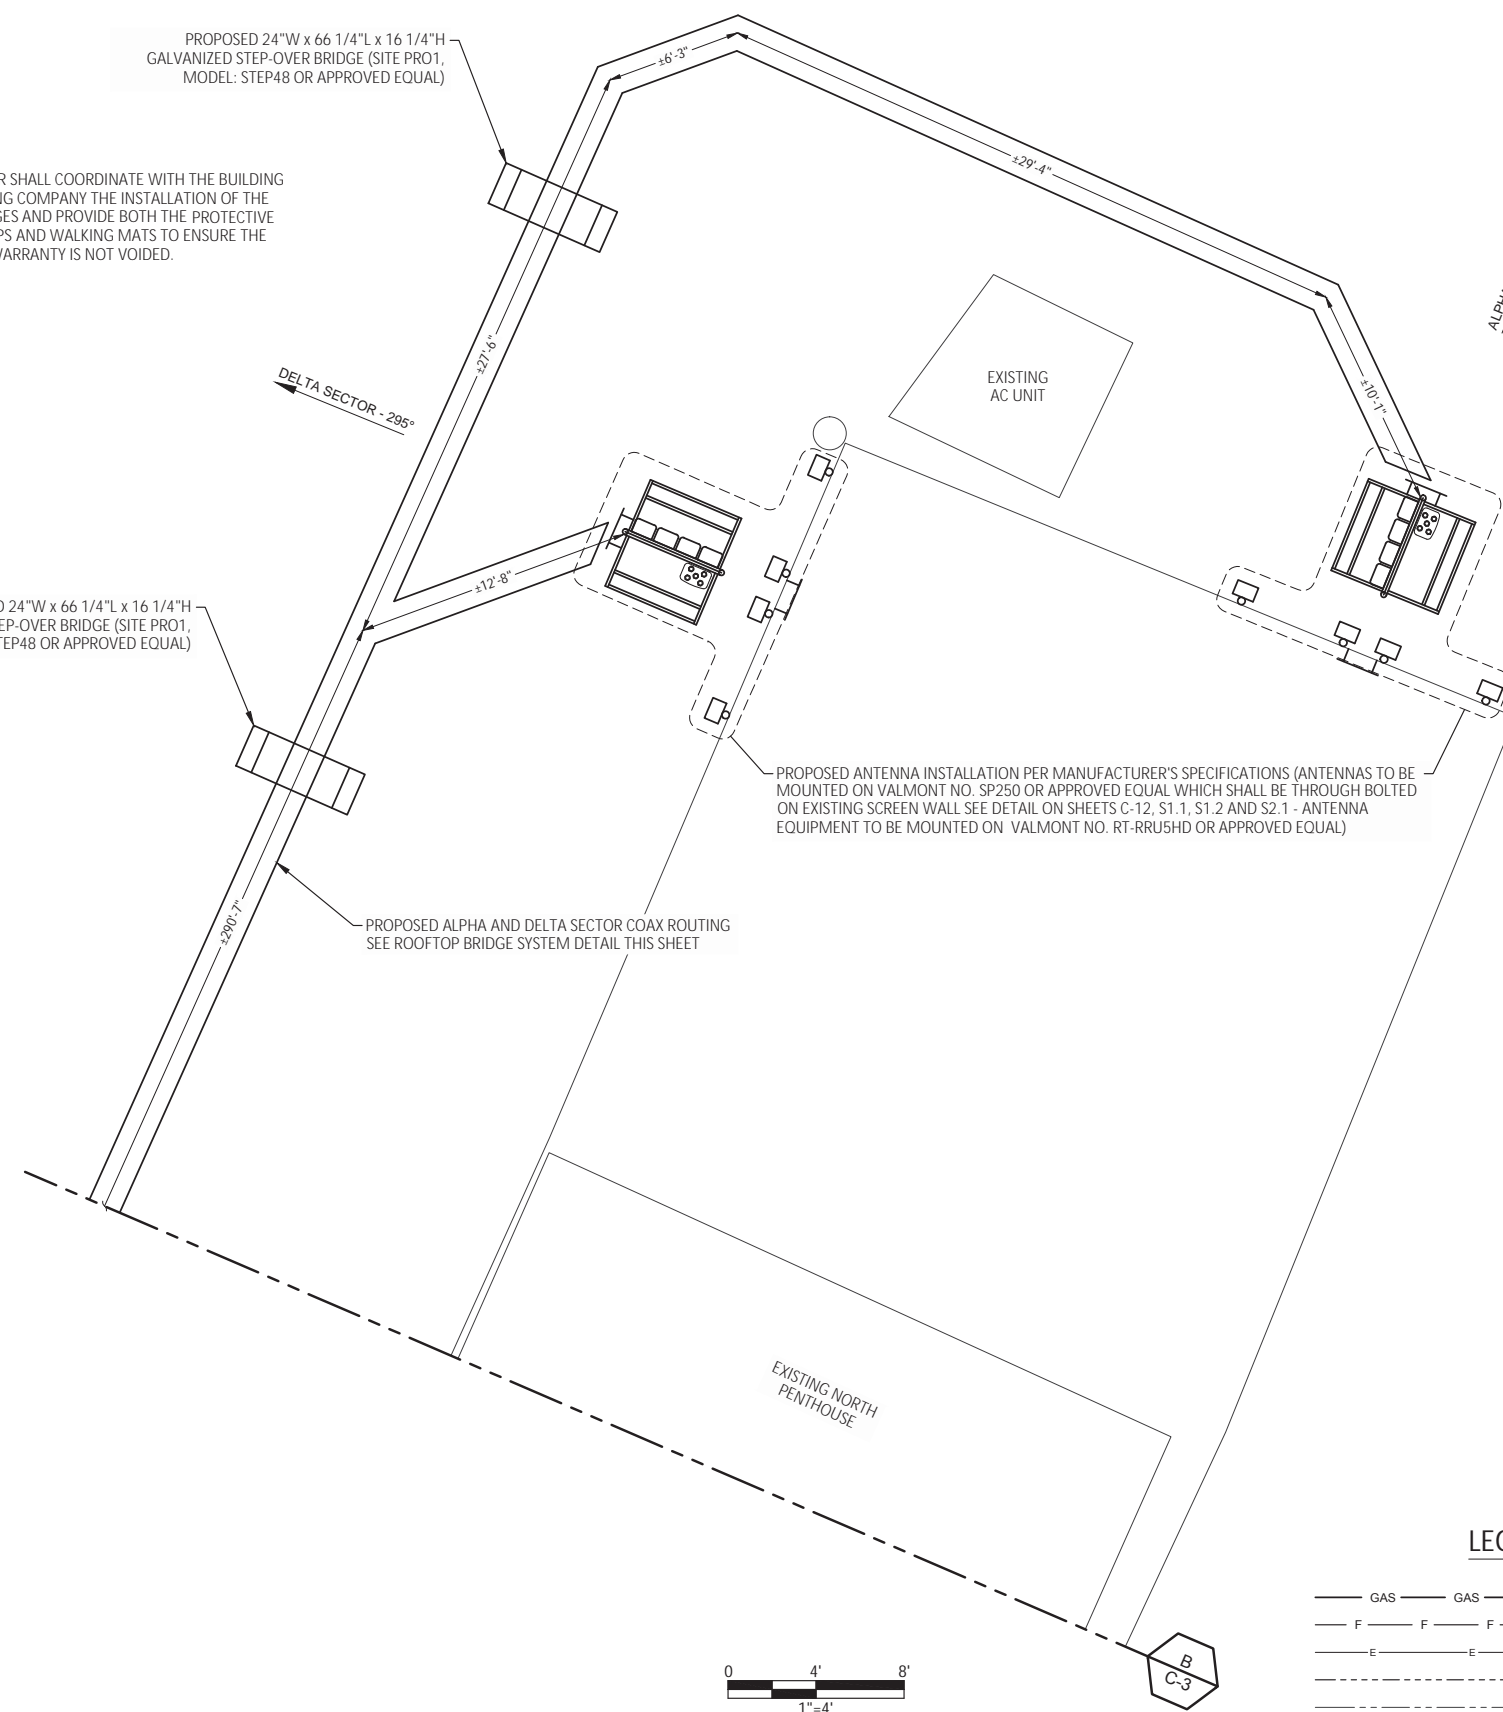 PROPOSED 24"W x 66 1/4"L x 16 1/4"H
GALVANIZED STEP-OVER BRIDGE (SITE PRO1,
MODEL: STEP48 OR APPROVED EQUAL)
±6'-3"
±29'-4"
R SHALL COORDINATE WITH THE BUILDING
NG COMPANY THE INSTALLATION OF THE
GES AND PROVIDE BOTH THE PROTECTIVE
PS AND WALKING MATS TO ENSURE THE
WARRANTY IS NOT VOIDED.
±27'-6"
DELTA SECTOR - 295°
EXISTING
AC UNIT
±10'-1"
ALPH
±12'-8"
D 24"W x 66 1/4"L x 16 1/4"H
EP-OVER BRIDGE (SITE PRO1,
STEP48 OR APPROVED EQUAL)
PROPOSED ANTENNA INSTALLATION PER MANUFACTURER'S SPECIFICATIONS (ANTENNAS TO BE
MOUNTED ON VALMONT NO. SP250 OR APPROVED EQUAL WHICH SHALL BE THROUGH BOLTED
ON EXISTING SCREEN WALL SEE DETAIL ON SHEETS C-12, S1.1, S1.2 AND S2.1 - ANTENNA
EQUIPMENT TO BE MOUNTED ON VALMONT NO. RT-RRU5HD OR APPROVED EQUAL)
±290'-7"
PROPOSED ALPHA AND DELTA SECTOR COAX ROUTING
SEE ROOFTOP BRIDGE SYSTEM DETAIL THIS SHEET
EXISTING NORTH
PENTHOUSE
LEG
GAS GAS
F F F
E E
B
C-3
0 4' 8'
1"=4'